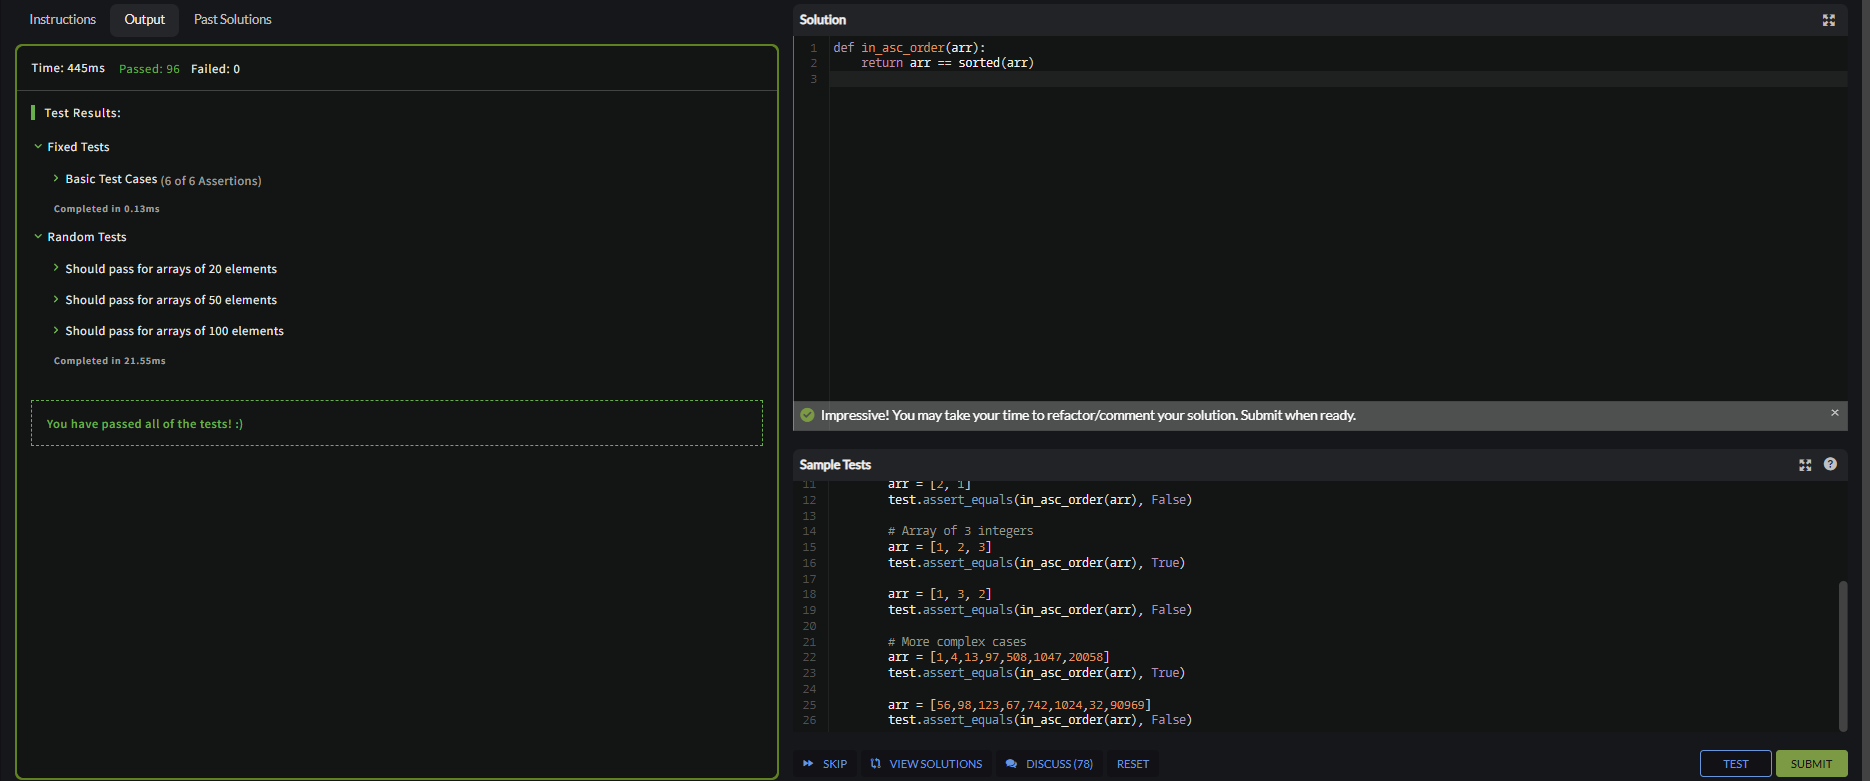 Instructions Output Past Solutions
Time: 445ms Passed: 96 Failed: 0
Test Results:
Fixed Tests
Basic Test Cases (6 of 6 Assertions)
Completed in 0.13ms
Random Tests
Should pass for arrays of 20 elements
Should pass for arrays of 50 elements
Should pass for arrays of 100 elements
Completed in 21.55ms
You have passed all of the tests! :)
Solution
1 def in_asc_order(arr):
2     return arr == sorted(arr)
3
Impressive! You may take your time to refactor/comment your solution. Submit when ready.
Sample Tests
11         arr = [2, 1]
12         test.assert_equals(in_asc_order(arr), False)
13
14         # Array of 3 integers
15         arr = [1, 2, 3]
16         test.assert_equals(in_asc_order(arr), True)
17
18         arr = [1, 3, 2]
19         test.assert_equals(in_asc_order(arr), False)
20
21         # More complex cases
22         arr = [1,4,13,97,508,1047,20058]
23         test.assert_equals(in_asc_order(arr), True)
24
25         arr = [56,98,123,67,742,1024,32,90969]
26         test.assert_equals(in_asc_order(arr), False)
SKIP VIEW SOLUTIONS DISCUSS (78) RESET TEST SUBMIT